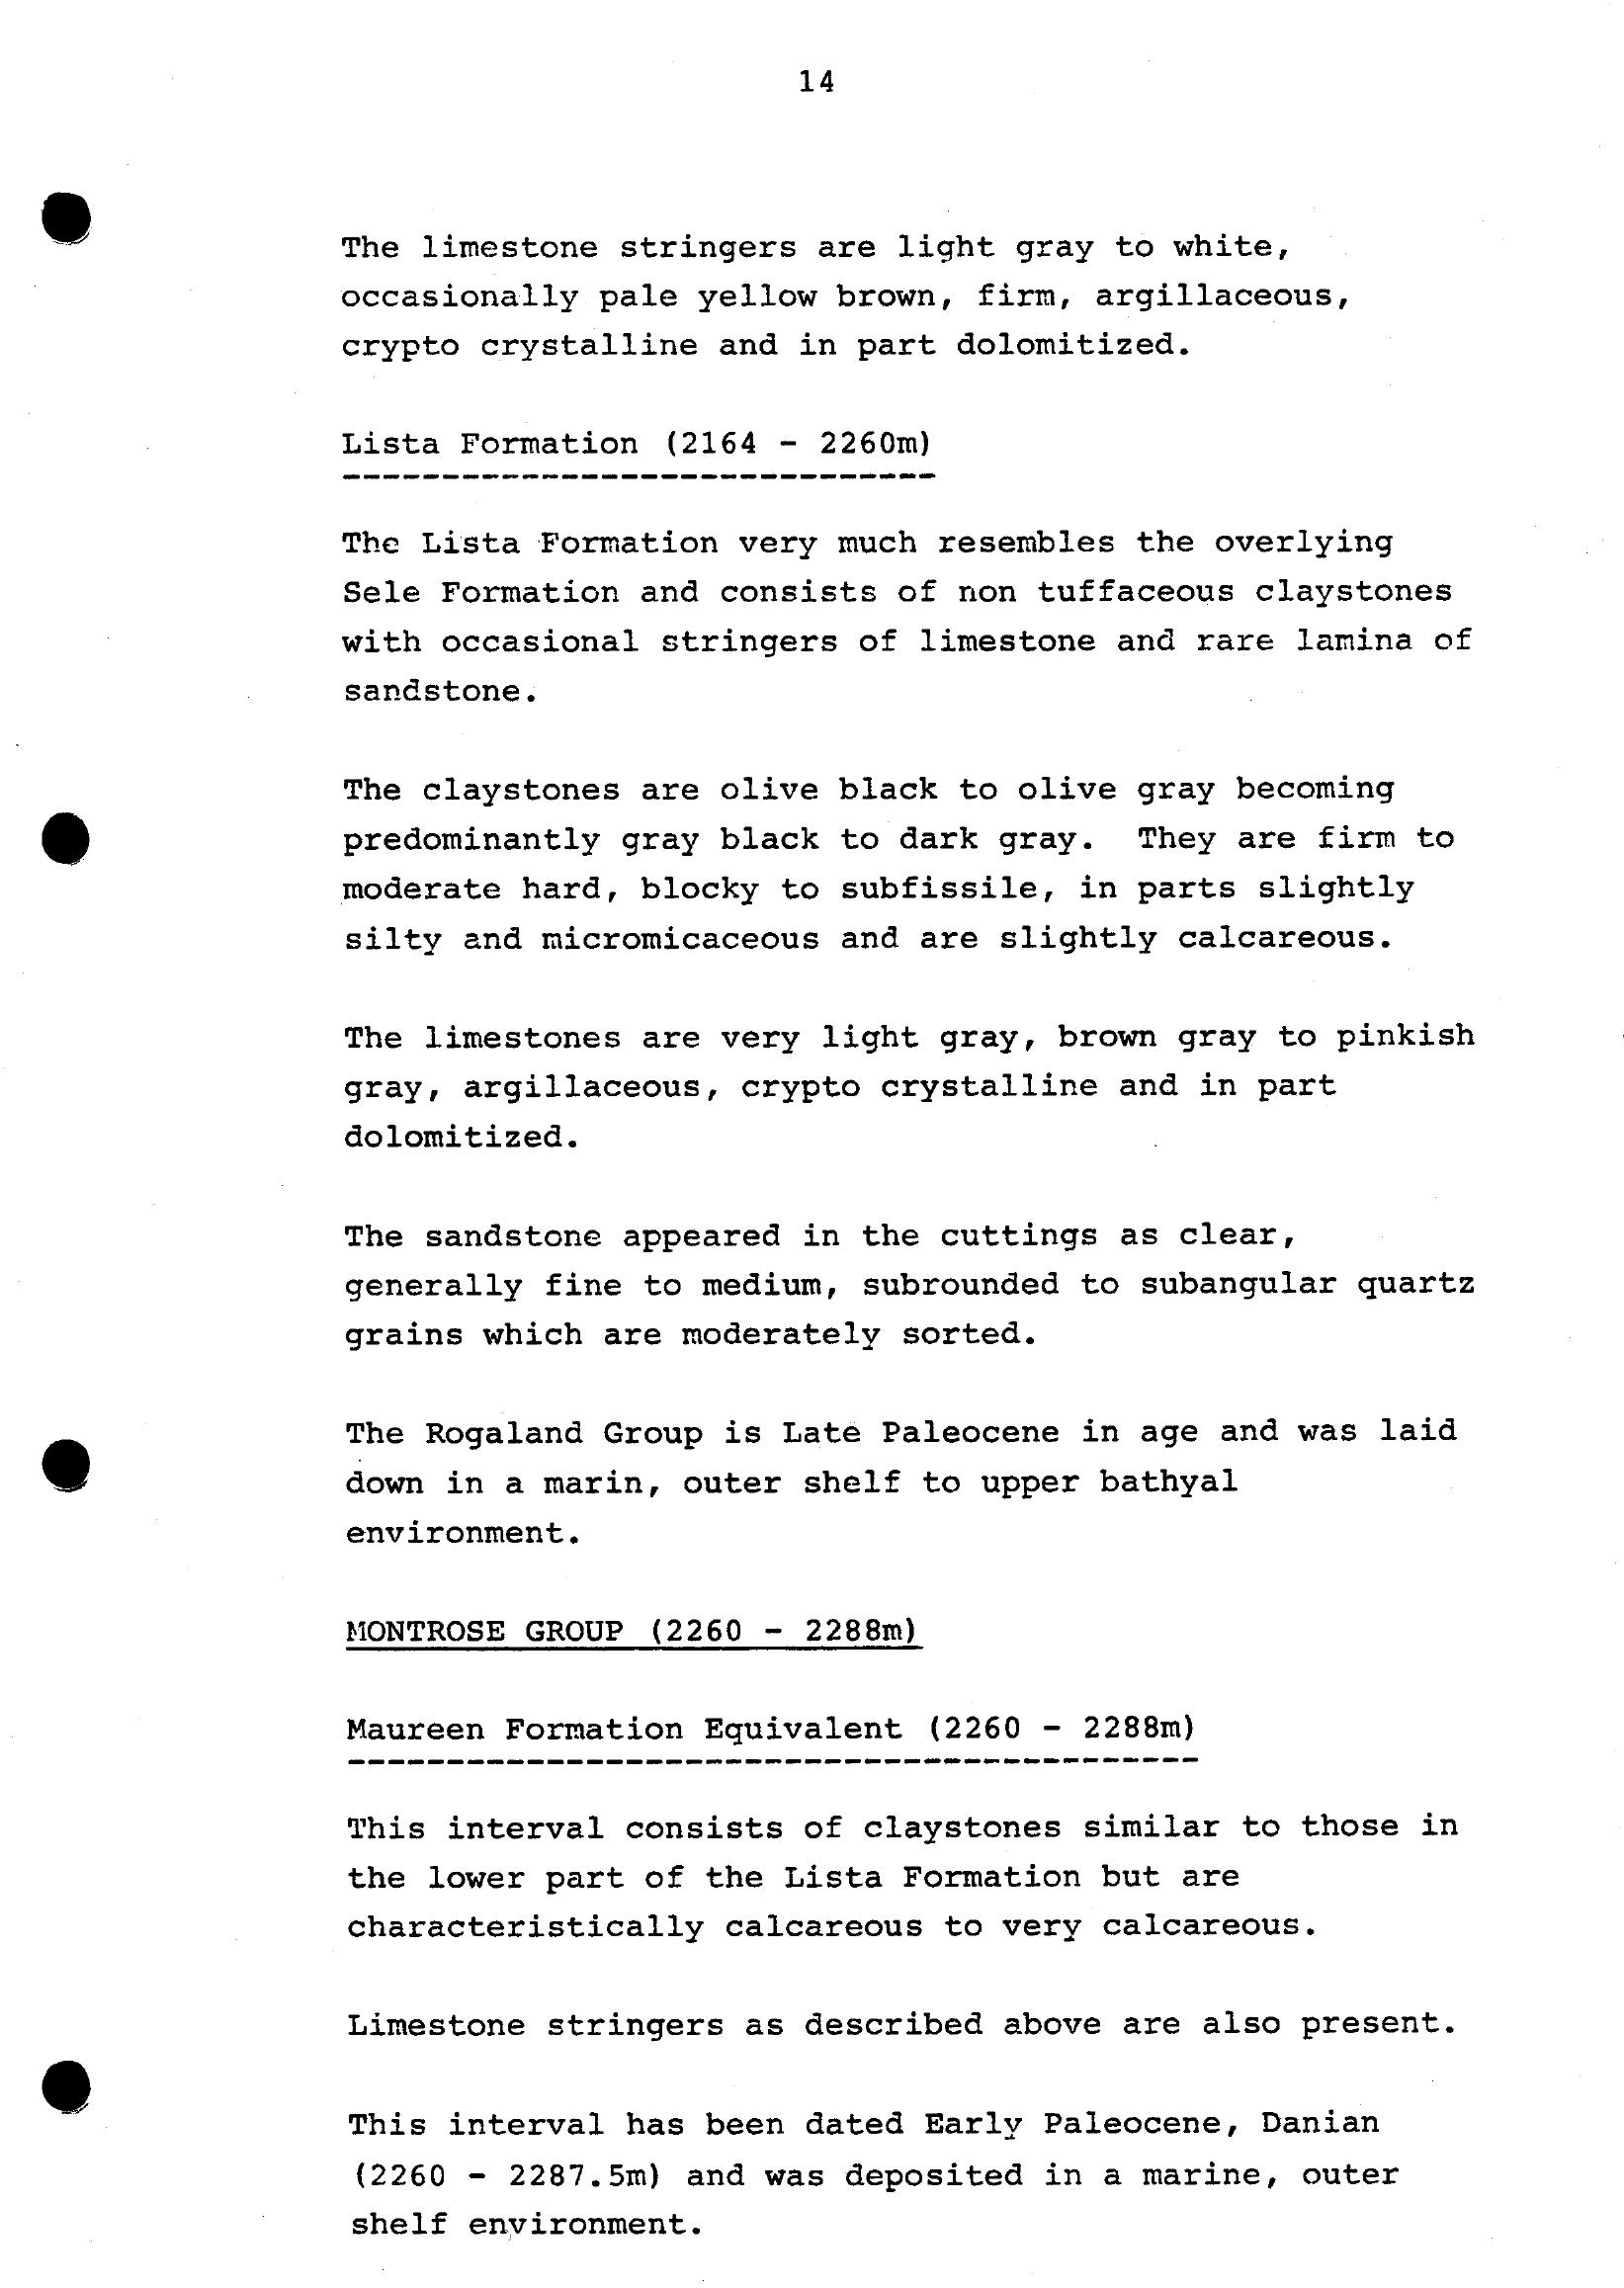 14
The limestone stringers are light gray to white,
occasionally pale yellow brown, firm, argillaceous,
crypto crystalline and in part dolomitized.
Lista Formation (2164 - 2260m)
The Lista Formation very much resembles the overlying
Sele Formation and consists of non tuffaceous claystones
with occasional stringers of limestone and rare lamina of
sandstone.
The claystones are olive black to olive gray becoming
predominantly gray black to dark gray. They are firm to
moderate hard, blocky to subfissile, in parts slightly
silty and micromicaceous and are slightly calcareous.
The limestones are very light gray, brown gray to pinkish
gray, argillaceous, crypto crystalline and in part
dolomitized.
The sandstone appeared in the cuttings as clear,
generally fine to medium, subrounded to subangular quartz
grains which are moderately sorted.
The Rogaland Group is Late Paleocene in age and was laid
down in a marin, outer shelf to upper bathyal
environment.
MONTROSE GROUP (2260 - 2288m)
Maureen Formation Equivalent (2260 - 2288m)
This interval consists of claystones similar to those in
the lower part of the Lista Formation but are
characteristically calcareous to very calcareous.
Limestone stringers as described above are also present.
This interval has been dated Early Paleocene, Danian
(2260 - 2287.5m) and was deposited in a marine, outer
shelf environment.